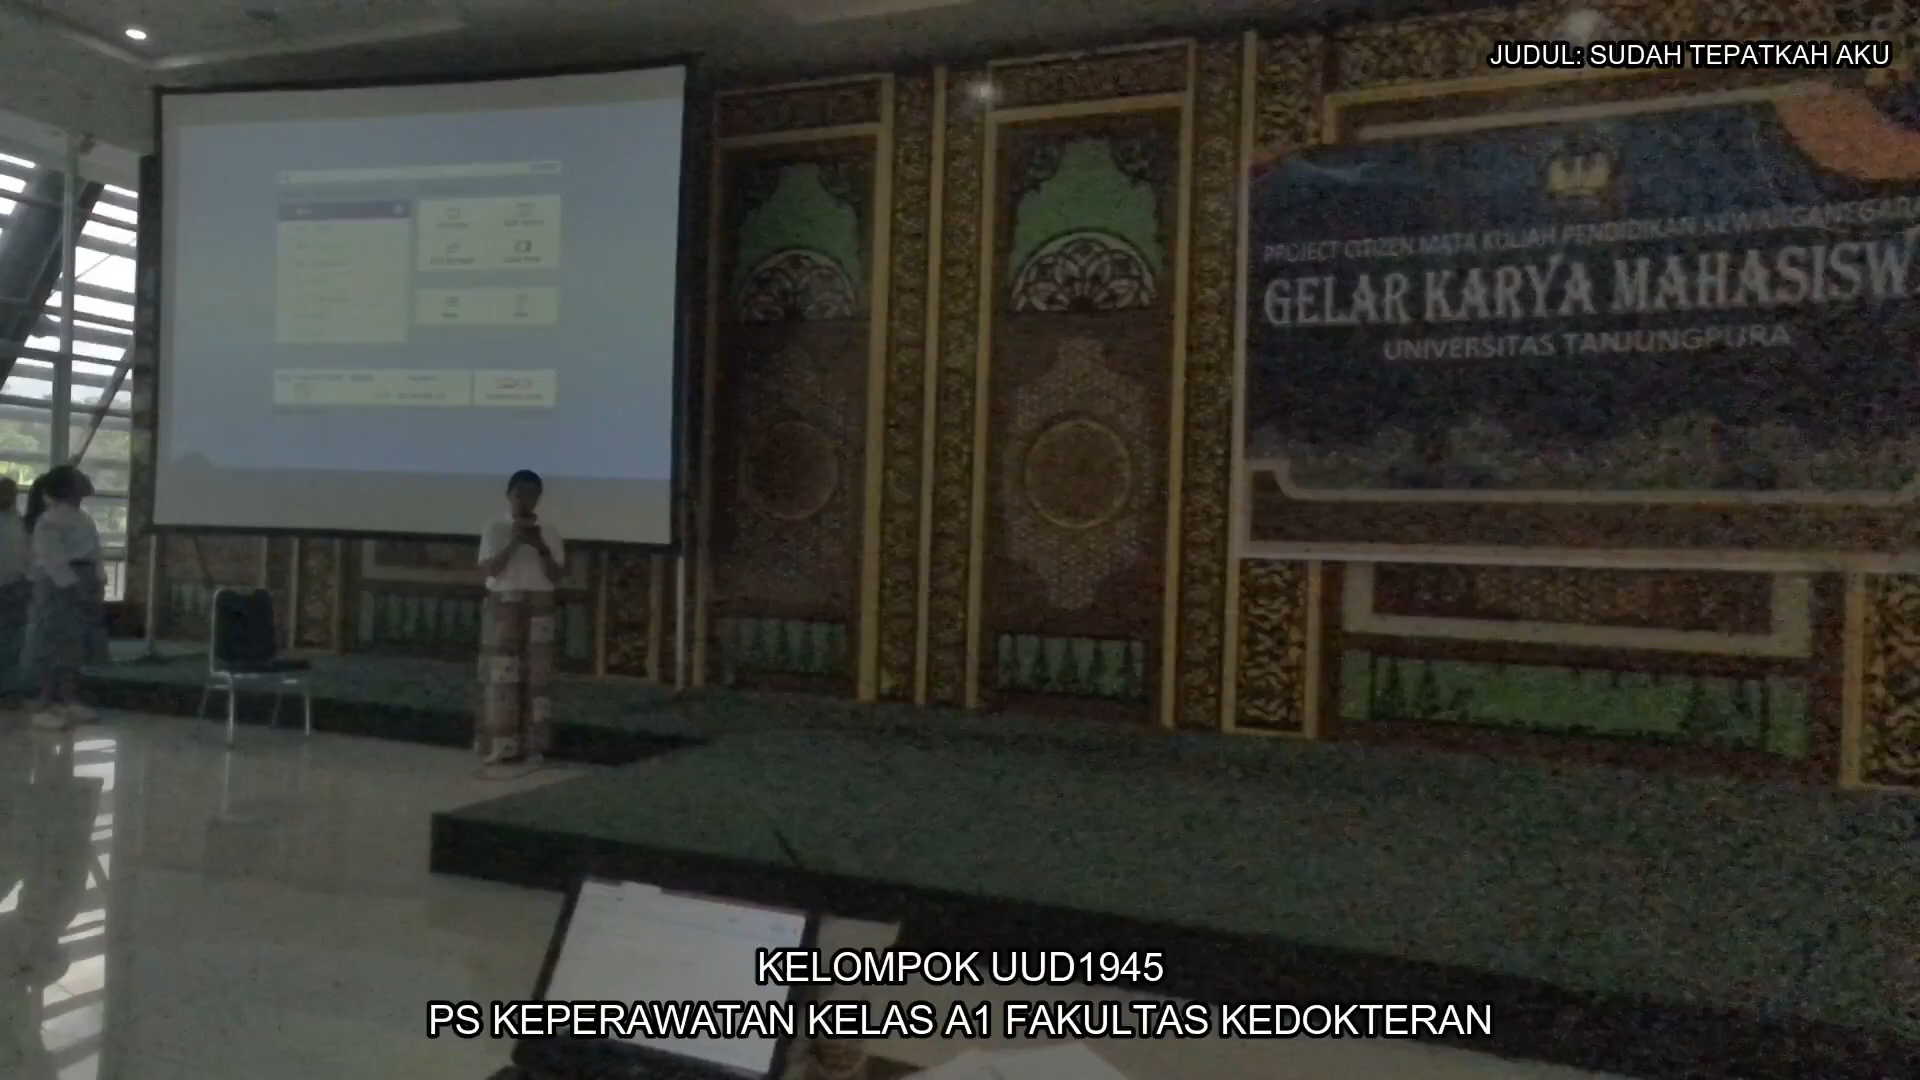 JUDUL: SUDAH TEPATKAH AKU
PROJECT CITIZEN MATA KULIAH PENDIDIKAN KEWARGANEGARA
GELAR KARYA MAHASISW
UNIVERSITAS TANJUNGPURA
KELOMPOK UUD1945
PS KEPERAWATAN KELAS A1 FAKULTAS KEDOKTERAN